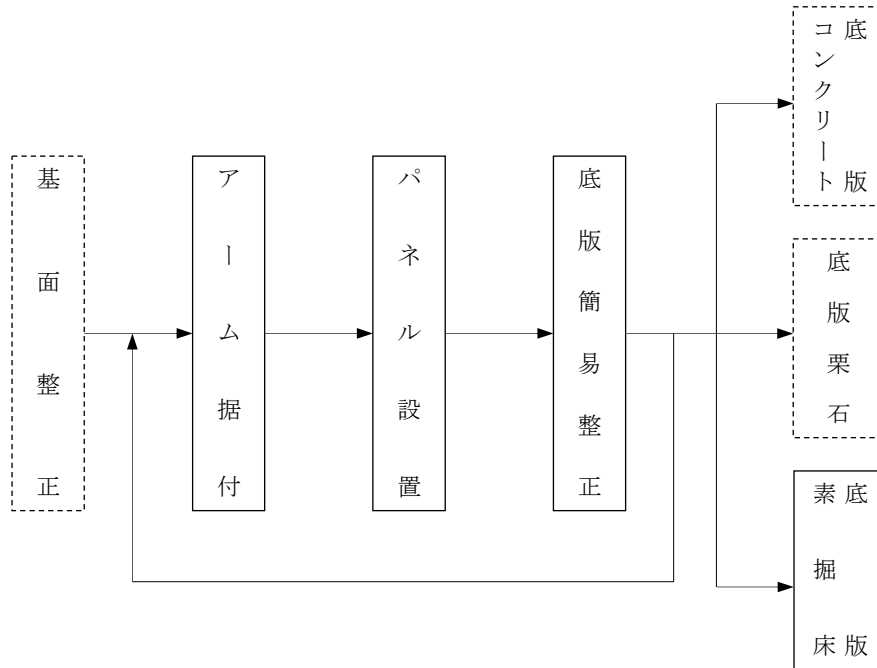 基面整正
アーム据付
パネル設置
底版簡易整正
底版
コンクリート
底版栗石
底版
素掘床